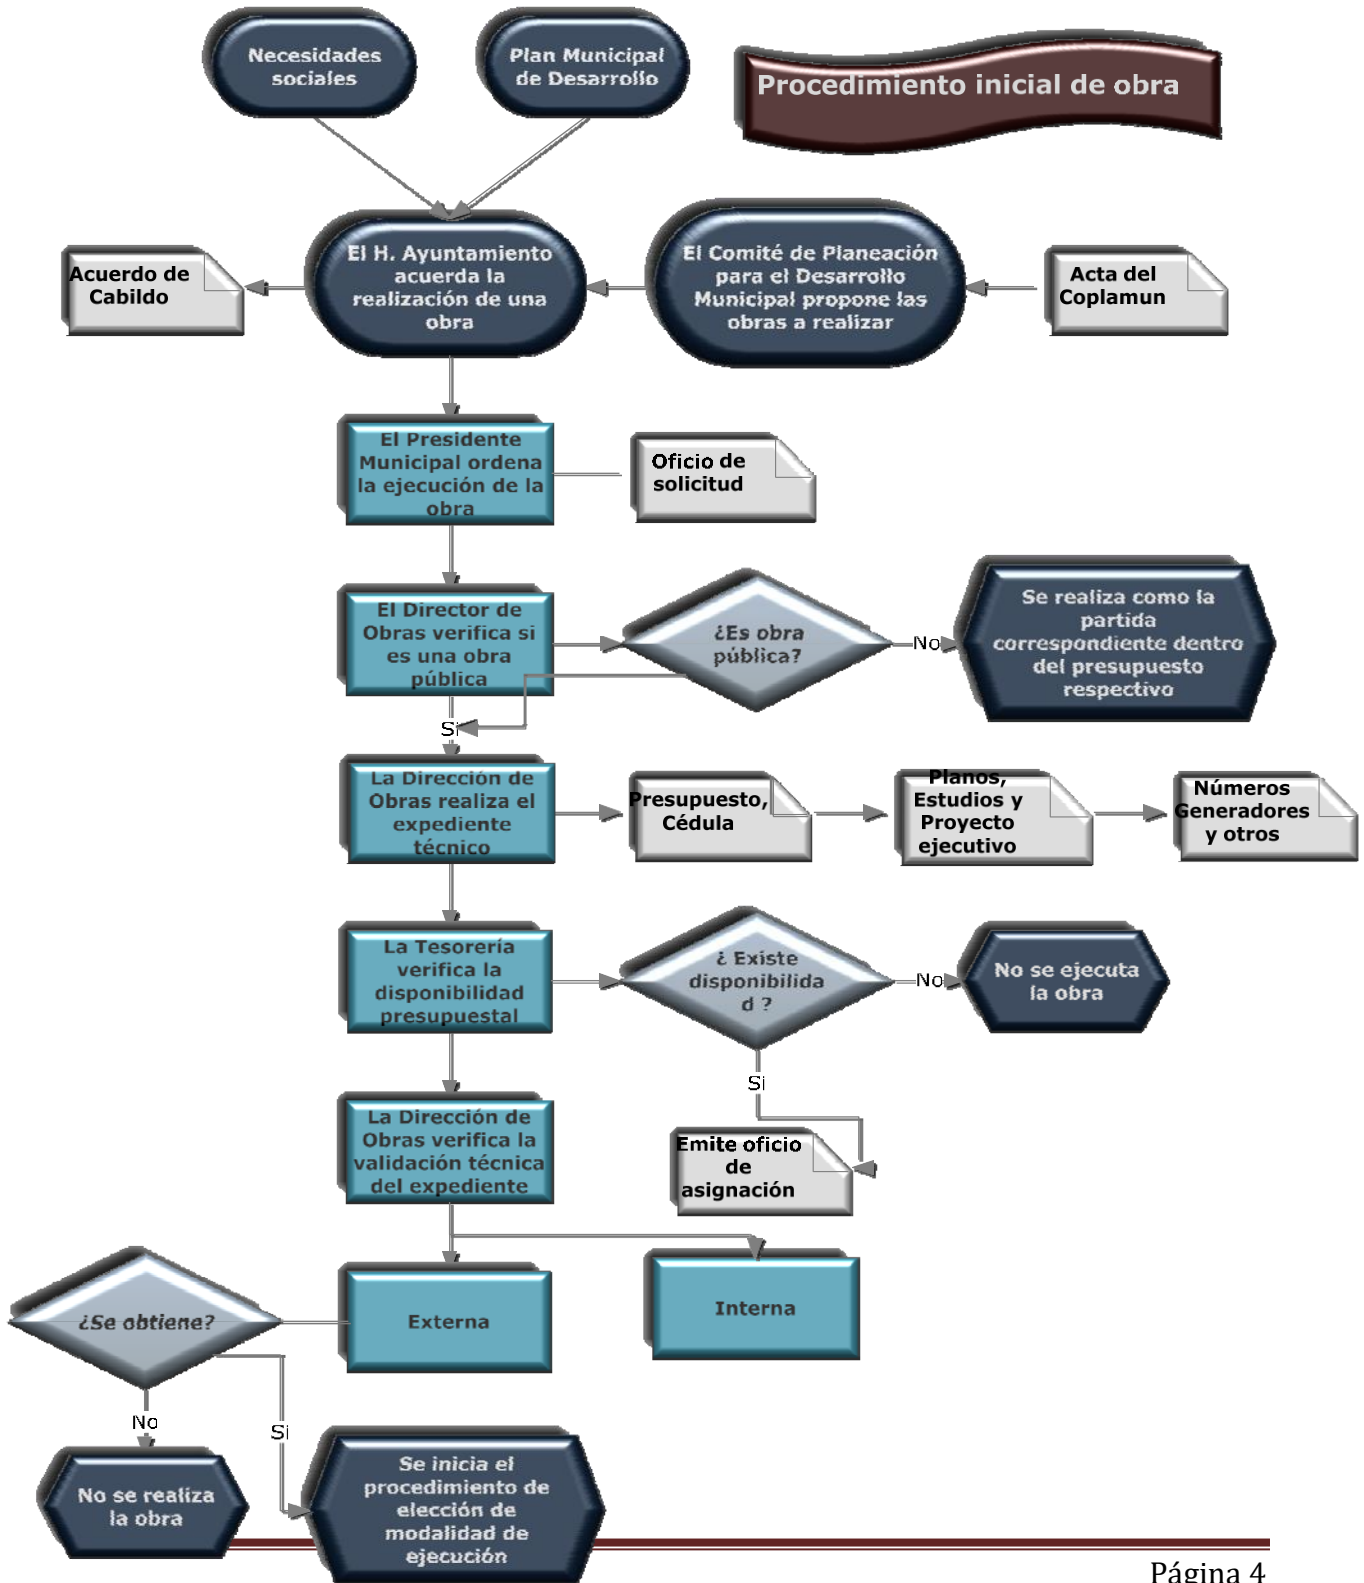 Necesidades
sociales
Plan Municipal
de Desarrollo
Procedimiento inicial de obra
Acuerdo de
Cabildo
El H. Ayuntamiento
acuerda la
realización de una
obra
El Comité de Planeación
para el Desarrollo
Municipal propone las
obras a realizar
Acta del
Coplamun
El Presidente
Municipal ordena
la ejecución de la
obra
Oficio de
solicitud
El Director de
Obras verifica si
es una obra
pública
¿Es obra
pública?
No
Se realiza como la
partida
correspondiente dentro
del presupuesto
respectivo
Si
La Dirección de
Obras realiza el
expediente
técnico
Presupuesto,
Cédula
Planos,
Estudios y
Proyecto
ejecutivo
Números
Generadores
y otros
La Tesorería
verifica la
disponibilidad
presupuestal
¿ Existe
disponibilida
d ?
No
No se ejecuta
la obra
Si
La Dirección de
Obras verifica la
validación técnica
del expediente
Emite oficio
de
asignación
¿Se obtiene?
Externa
Interna
No
Si
No se realiza
la obra
Se inicia el
procedimiento de
elección de
modalidad de
ejecución
Página 4